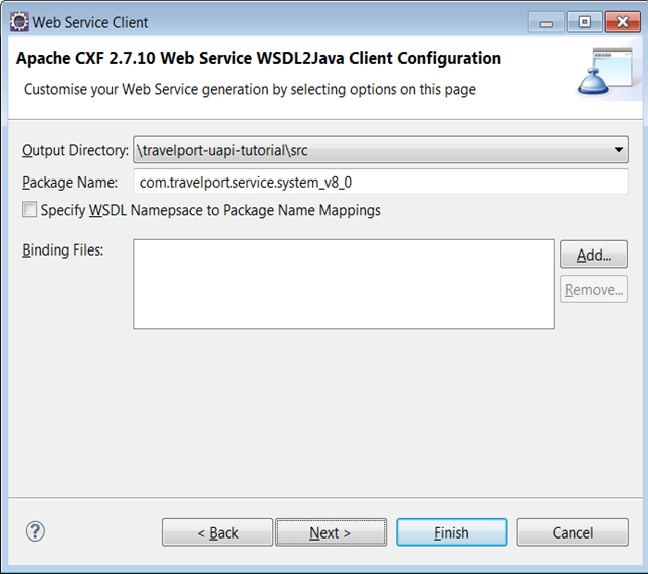 Web Service Client
Apache CXF 2.7.10 Web Service WSDL2Java Client Configuration
Customise your Web Service generation by selecting options on this page
Output Directory: \travelport-uapi-tutorial\src
Package Name: com.travelport.service.system_v8_0
Specify WSDL Namepsace to Package Name Mappings
Binding Files:
Add...
Remove...
?
< Back
Next >
Finish
Cancel